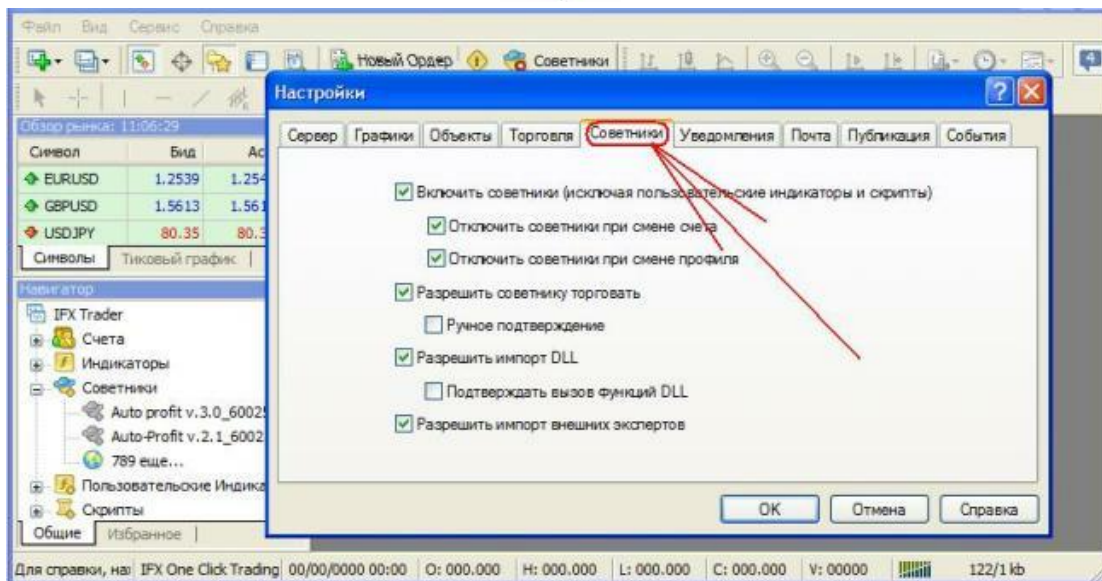 Файл Вид Сервис Справка
Новый Ордер Советники
4
Настройки
Обзор рынка: 11:06:29
Символ Бид
EURUSD 1.2539
GBPUSD 1.5613
USDJPY 80.35
Символы Тиковый график
Навигатор
IFX Trader
Счета
Индикаторы
Советники
Auto profit v.3.0_6002
Auto-Profit v.2.1_6002
789 еще...
Пользовательские
Скрипты
Общие Избранное
Сервер Графики Объекты Торговля Советники Уведомления Почта Публикация События
Включить советники (исключая пользовательские индикаторы и скрипты)
Отключить советники при смене счета
Отключить советники при смене профиля
Разрешить советнику торговать
Ручное подтверждение
Разрешить импорт DLL
Подтверждать вызов функций DLL
Разрешить импорт внешних экспертов
OK Отмена Справка
Для справки, IFX One Click Trading 00/00/0000 00:00 O: 000.000 H: 000.000 L: 000.000 C: 000.000 V: 00000 122/1 kb